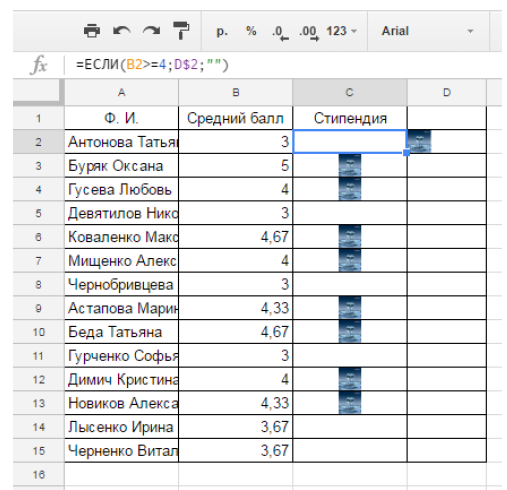 р. % .0 .00 123 Arial
fx =ЕСЛИ(B2>=4;D$2;"")
A B C D
1 Ф. И. Средний балл Стипендия
2 Антонова Татья 3
3 Буряк Оксана 5
4 Гусева Любовь 4
5 Девятилов Нико 3
6 Коваленко Макс 4,67
7 Мищенко Алекс 4
8 Чернобривцева 3
9 Астапова Марин 4,33
10 Беда Татьяна 4,67
11 Гурченко Софья 3
12 Димич Кристина 4
13 Новиков Алекса 4,33
14 Лысенко Ирина 3,67
15 Черненко Витал 3,67
16